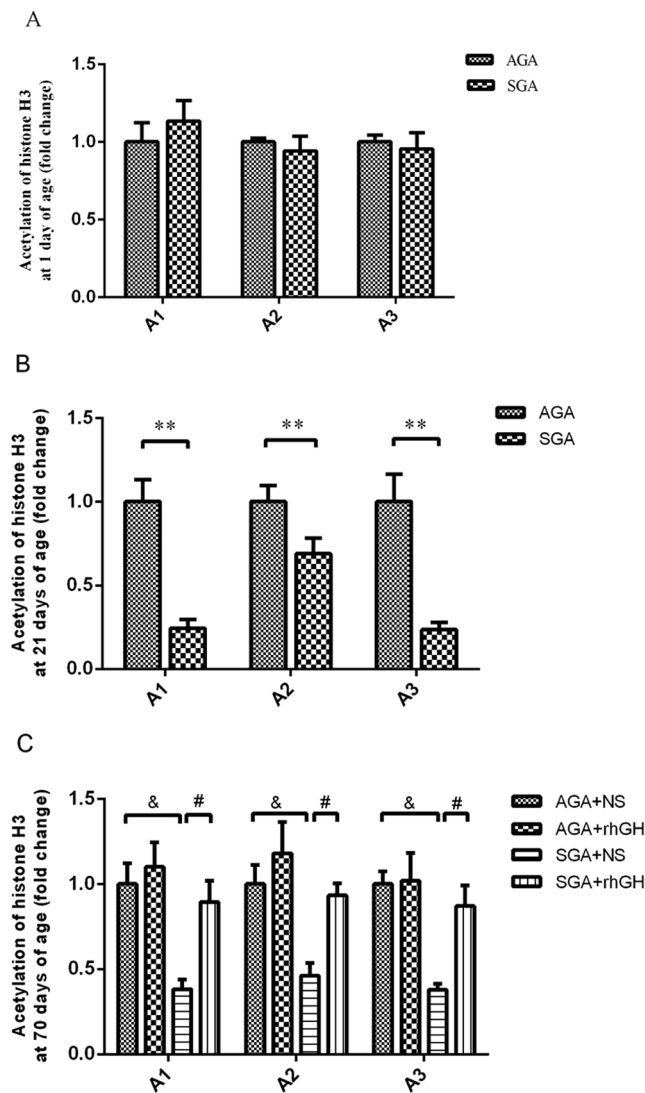 A
Acetylation of histone H3
at 1 day of age (fold change)
1.5
1.0
0.5
0.0
A1
A2
A3
AGA
SGA
B
Acetylation of histone H3
at 21 days of age (fold change)
1.5
1.0
0.5
0.0
**
**
**
A1
A2
A3
AGA
SGA
C
Acetylation of histone H3
at 70 days of age (fold change)
1.5
1.0
0.5
0.0
& #
& #
& #
A1
A2
A3
AGA+NS
AGA+rhGH
SGA+NS
SGA+rhGH